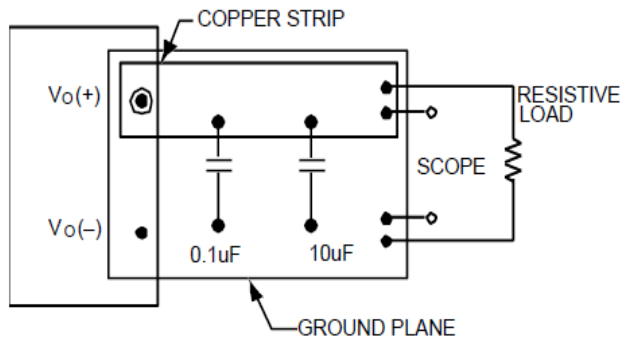 COPPER STRIP
VO(+)
RESISTIVE
LOAD
SCOPE
VO(–)
0.1uF
10uF
GROUND PLANE